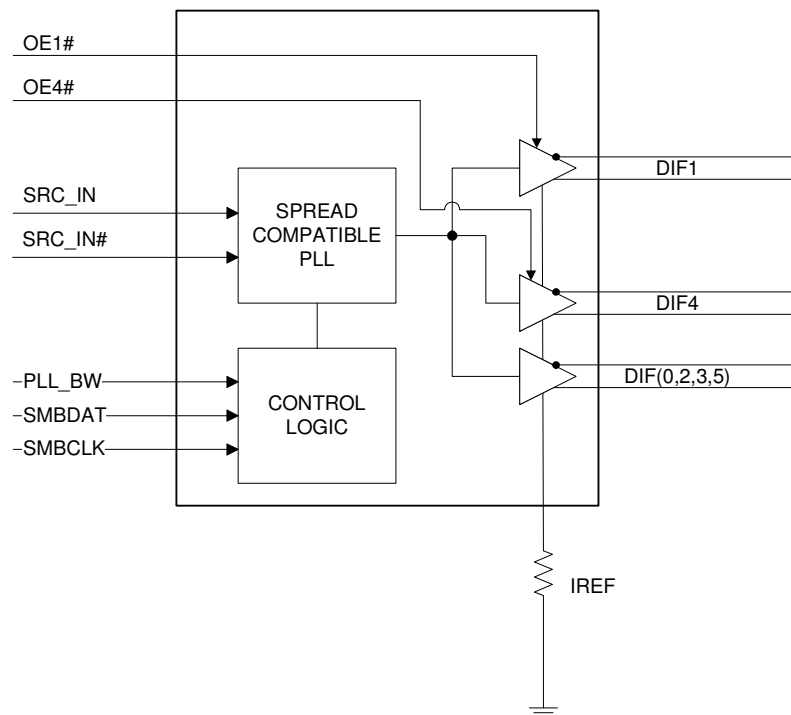 OE1#
OE4#
DIF1
SRC_IN
SRC_IN#
SPREAD
COMPATIBLE
PLL
DIF4
DIF(0,2,3,5)
PLL_BW
SMBDAT
SMBCLK
CONTROL
LOGIC
IREF